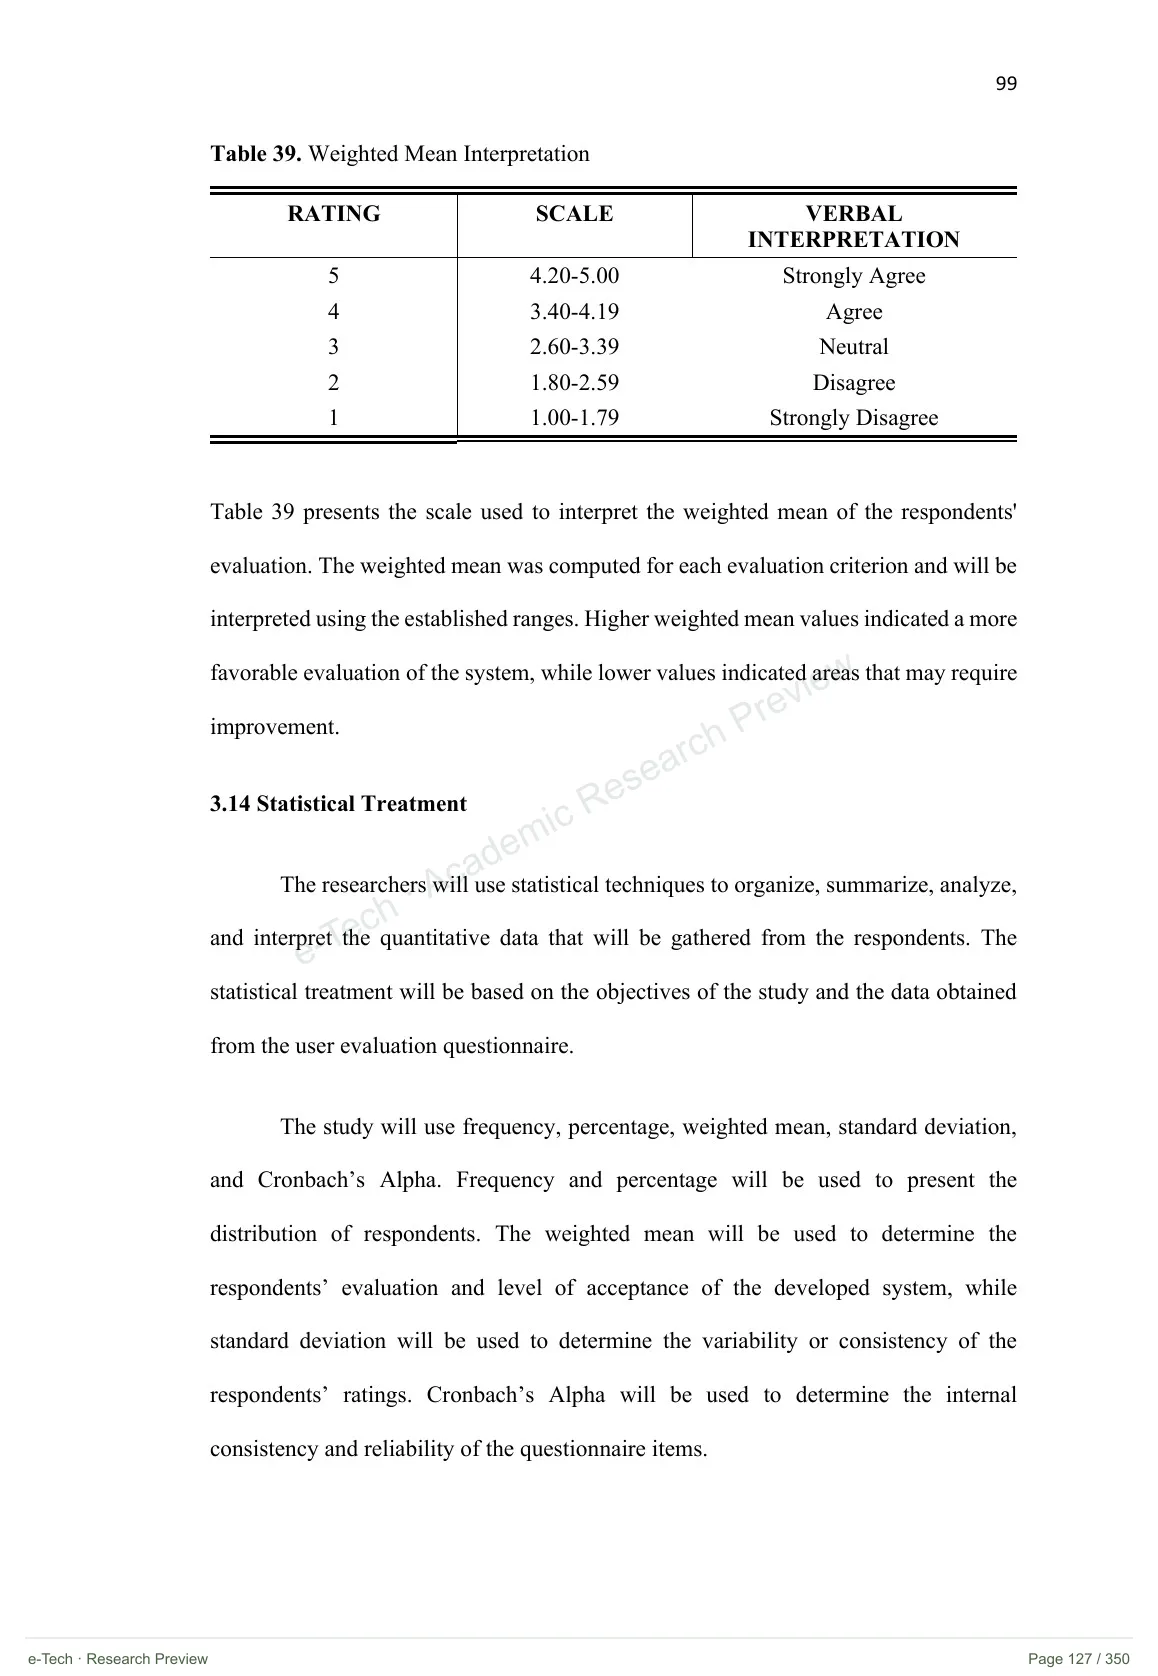 99
Table 39. Weighted Mean Interpretation
RATING SCALE VERBAL
INTERPRETATION
5 4.20-5.00 Strongly Agree
4 3.40-4.19 Agree
3 2.60-3.39 Neutral
2 1.80-2.59 Disagree
1 1.00-1.79 Strongly Disagree
Table 39 presents the scale used to interpret the weighted mean of the respondents'
evaluation. The weighted mean was computed for each evaluation criterion and will be
interpreted using the established ranges. Higher weighted mean values indicated a more
favorable evaluation of the system, while lower values indicated areas that may require
improvement.
3.14 Statistical Treatment
The researchers will use statistical techniques to organize, summarize, analyze,
and interpret the quantitative data that will be gathered from the respondents. The
statistical treatment will be based on the objectives of the study and the data obtained
from the user evaluation questionnaire.
The study will use frequency, percentage, weighted mean, standard deviation,
and Cronbach’s Alpha. Frequency and percentage will be used to present the
distribution of respondents. The weighted mean will be used to determine the
respondents’ evaluation and level of acceptance of the developed system, while
standard deviation will be used to determine the variability or consistency of the
respondents’ ratings. Cronbach’s Alpha will be used to determine the internal
consistency and reliability of the questionnaire items.
e-Tech · Academic Research Preview
e-Tech · Research Preview Page 127 / 350